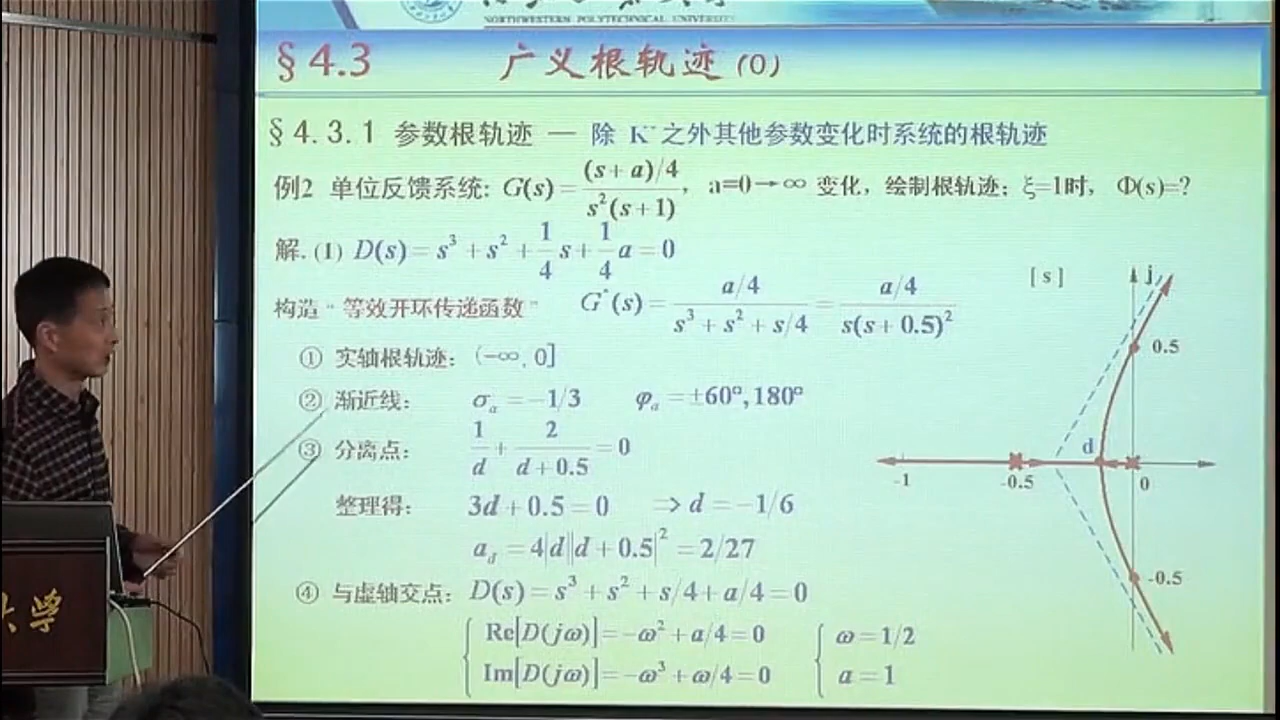 NORTHWESTERN POLYTECHNICAL UNIVERSITY
§ 4.3 广义根轨迹 (0)
§ 4.3.1 参数根轨迹 — 除 K* 之外其他参数变化时系统的根轨迹
例2 单位反馈系统: G(s) = (s+a)/4 / s²(s+1), a=0→∞ 变化，绘制根轨迹; ξ=1时, Φ(s)=?
解. (1) D(s) = s³ + s² + 1/4 s + 1/4 a = 0
构造“等效开环传递函数” G*(s) = a/4 / s³ + s² + s/4 = a/4 / s(s+0.5)²
① 实轴根轨迹: (−∞, 0]
② 渐近线: σa = −1/3 φa = ±60°, 180°
③ 分离点: 1/d + 2/d+0.5 = 0
整理得: 3d + 0.5 = 0 ⇒ d = −1/6
ad = 4|d||d + 0.5|² = 2/27
④ 与虚轴交点: D(s) = s³ + s² + s/4 + a/4 = 0
Re[D(jω)] = −ω² + a/4 = 0 ω = 1/2
Im[D(jω)] = −ω³ + ω/4 = 0 a = 1
[s] j
0.5
d
-1 -0.5 0
-0.5
大学